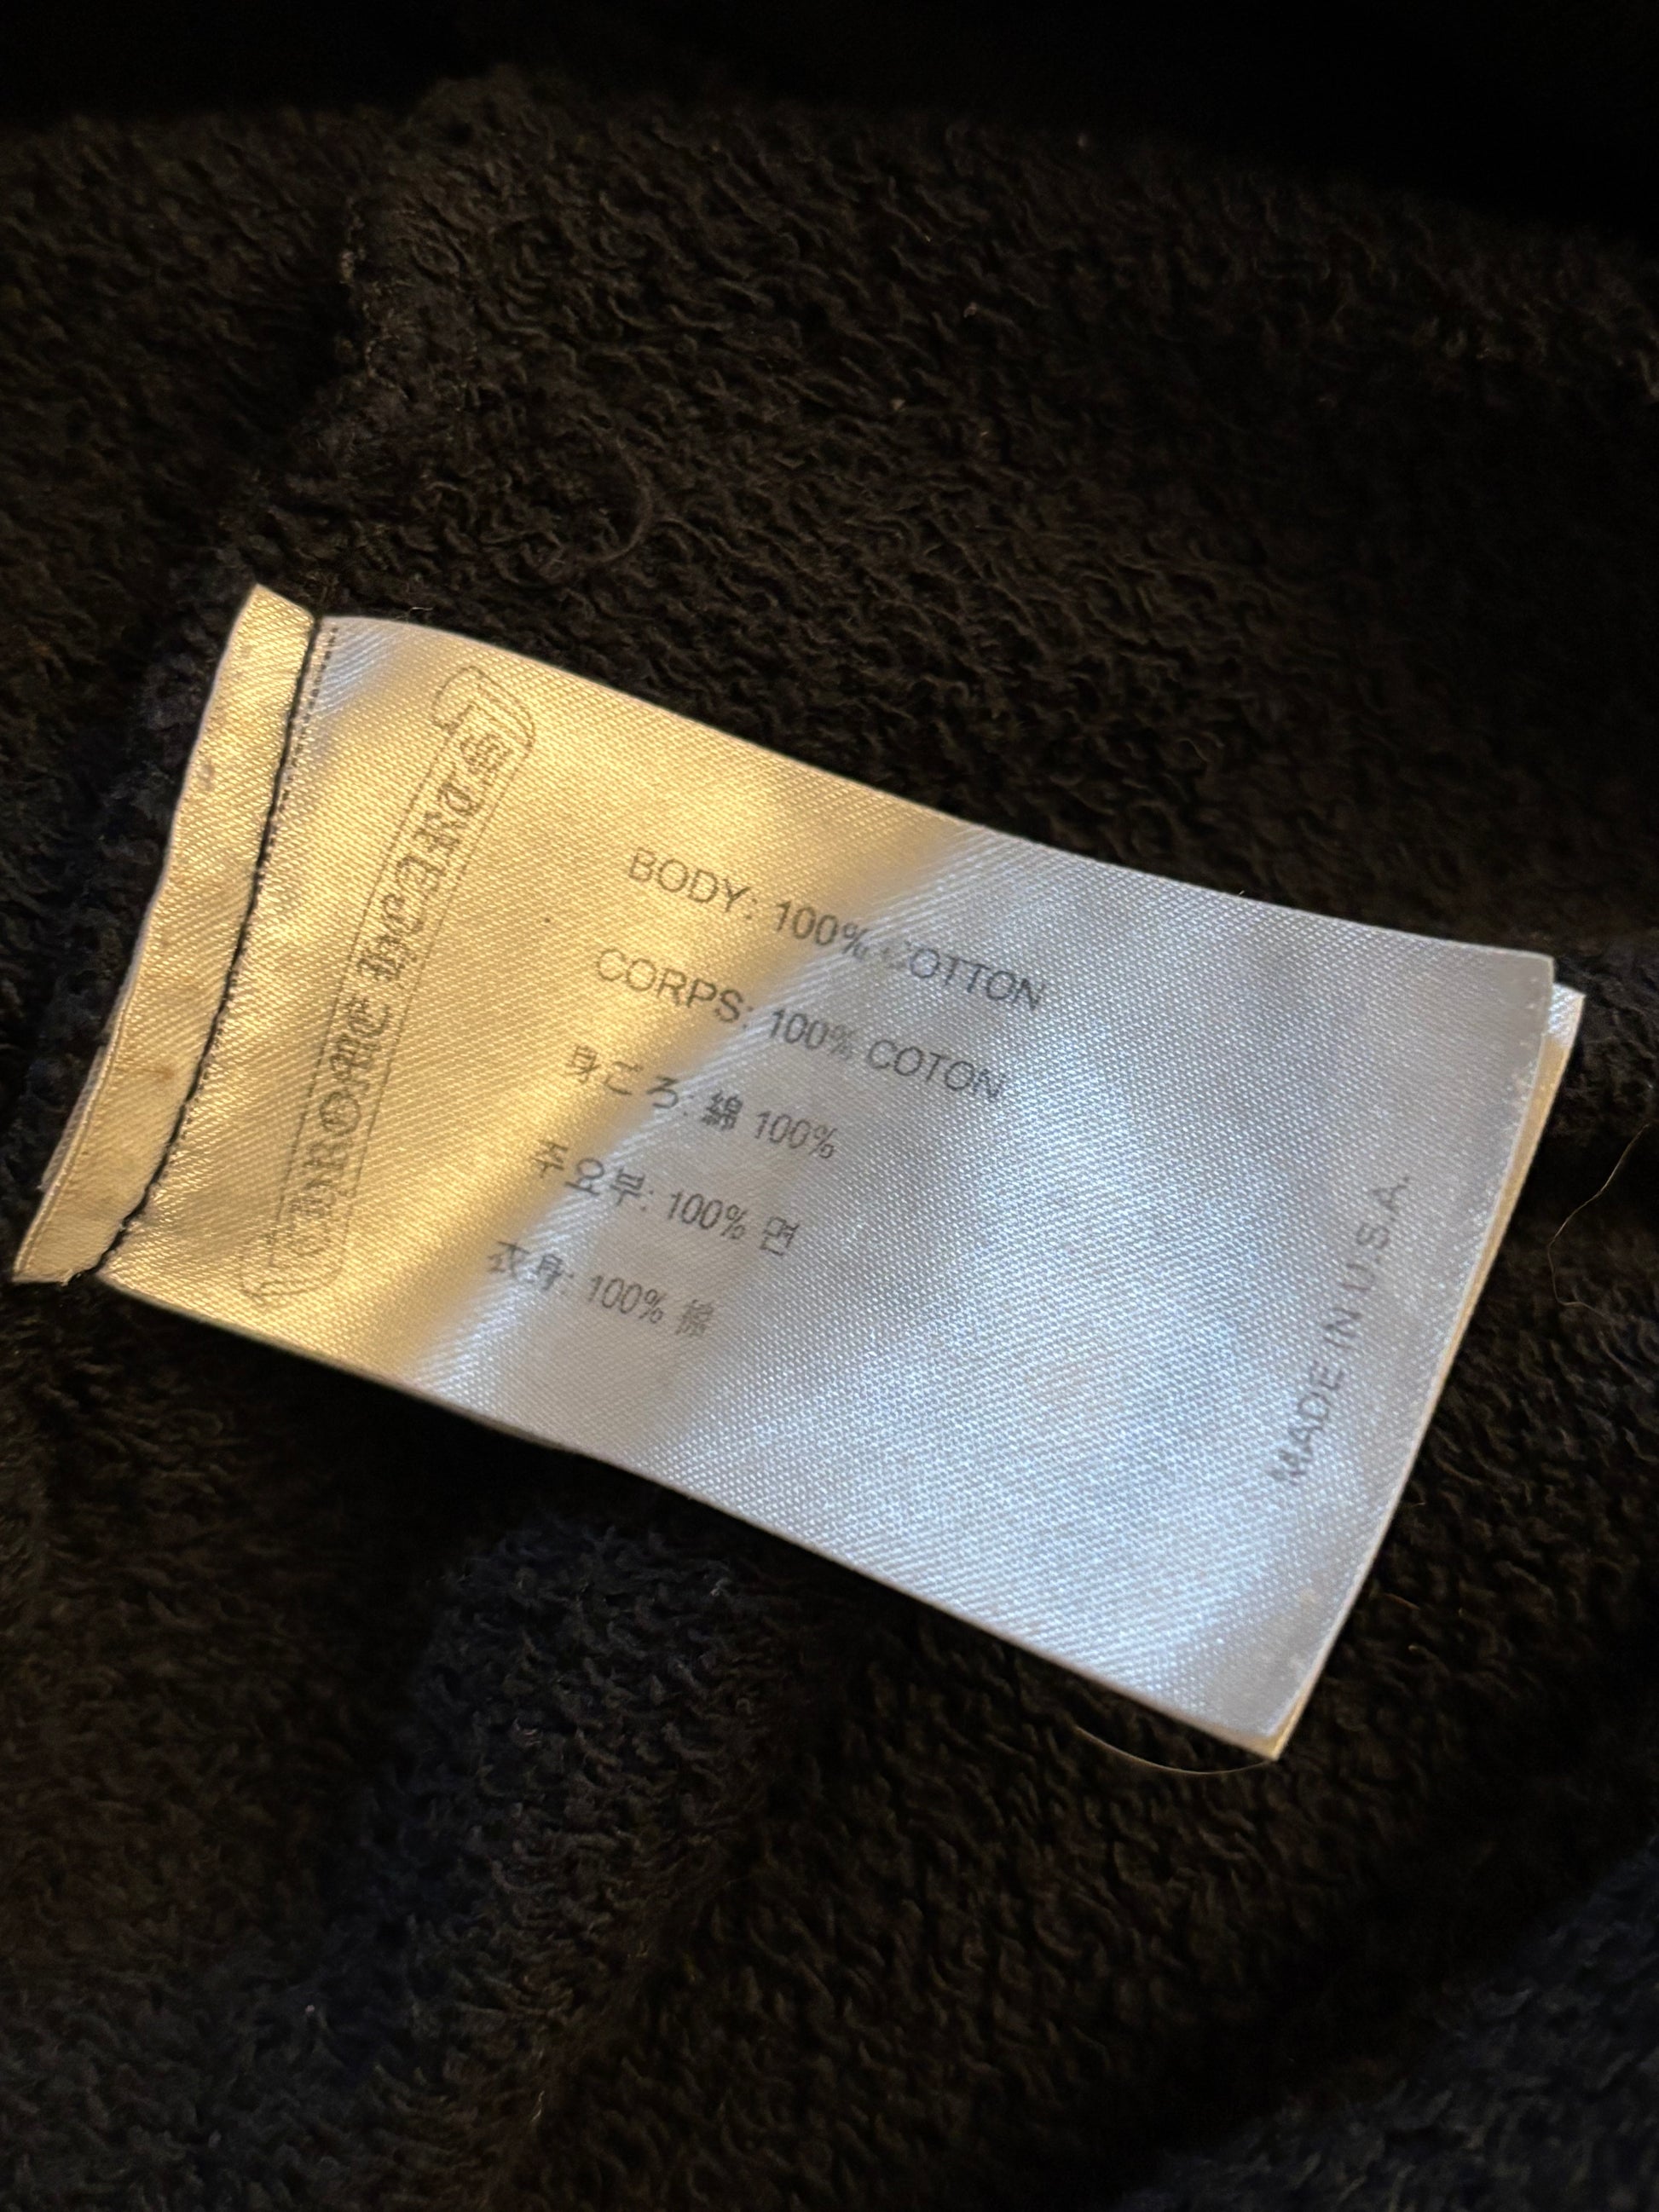 CHROME HEARTS
BODY: 100% COTTON
CORPS: 100% COTON
身ごろ: 綿 100%
주요부: 100% 면
衣身: 100% 棉
MADE IN U.S.A.